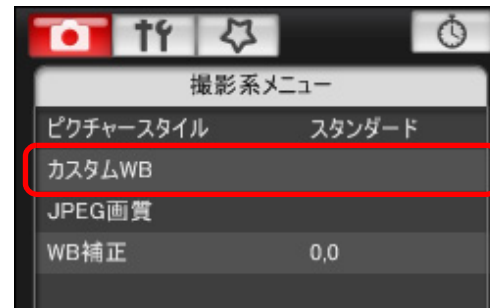 撮影系メニュー
ピクチャースタイル スタンダード
カスタムWB
JPEG画質
WB補正 0,0